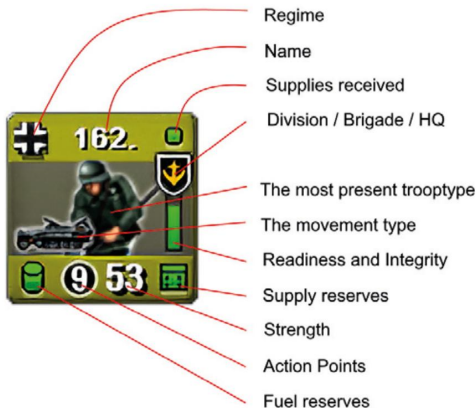 Regime
Name
Supplies received
162.
Division / Brigade / HQ
The most present trooptype
The movement type
Readiness and Integrity
Supply reserves
9 53
Strength
Action Points
Fuel reserves